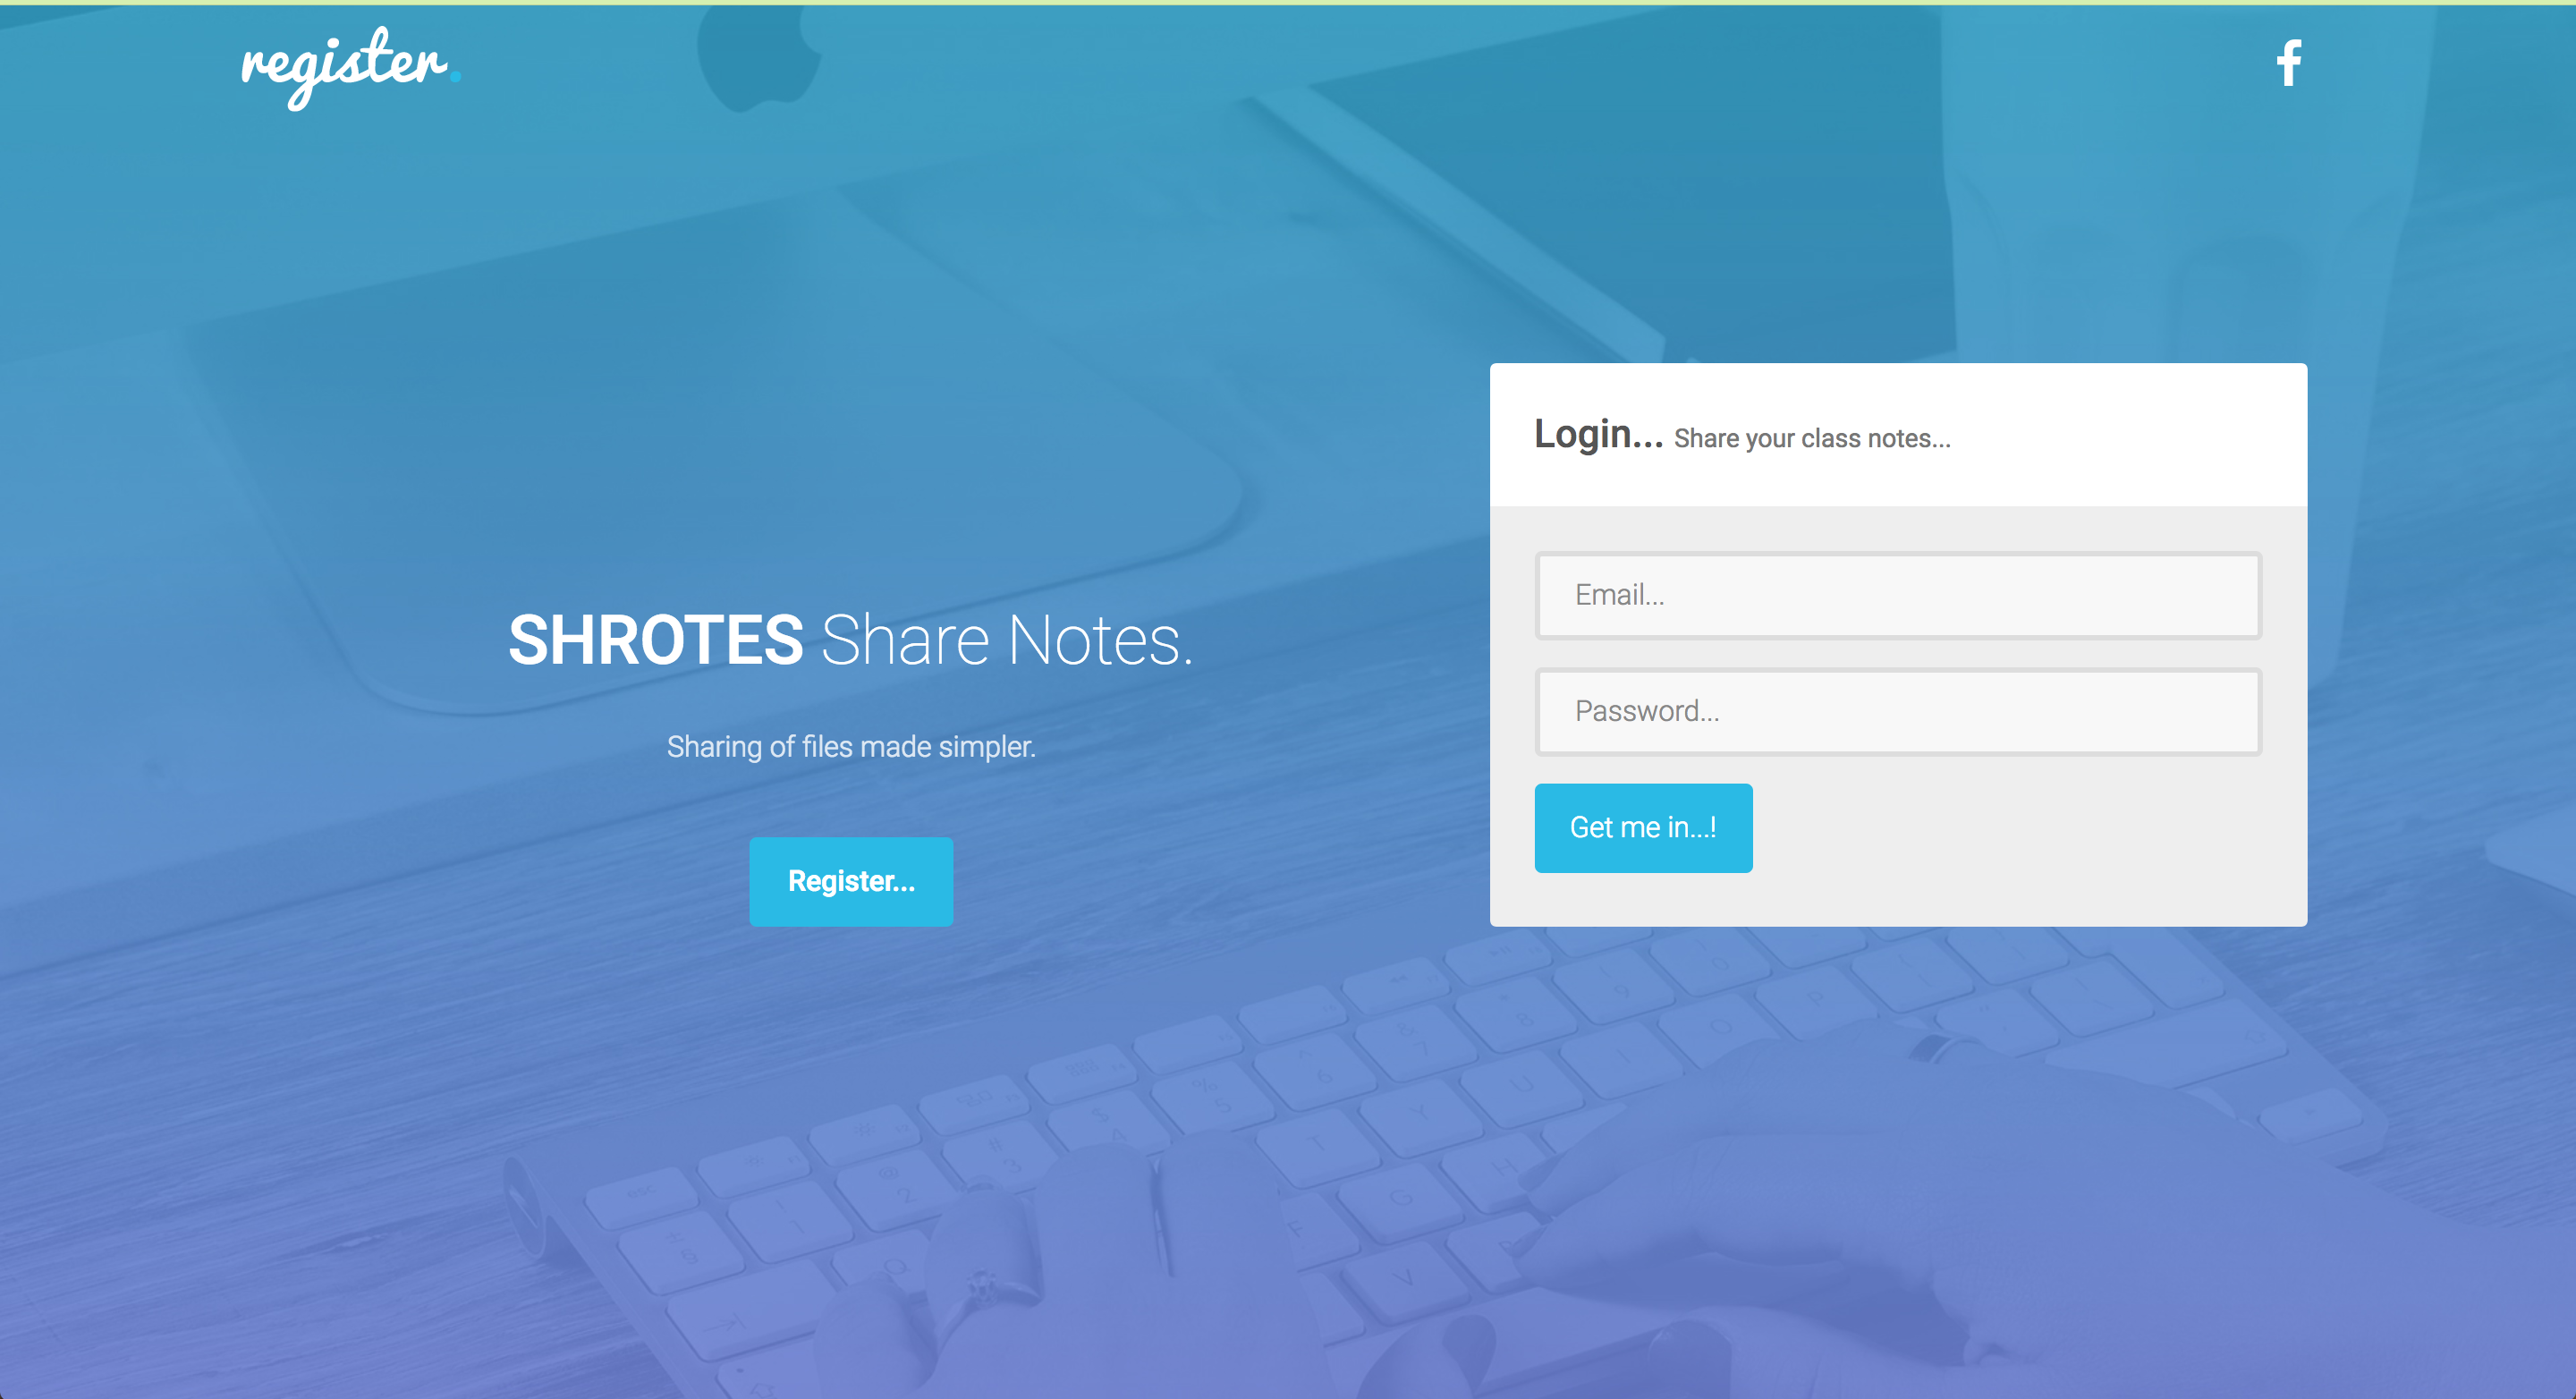 register.
f
Login... Share your class notes...
Email...
SHROTES Share Notes.
Password...
Sharing of files made simpler.
Get me in...!
Register...